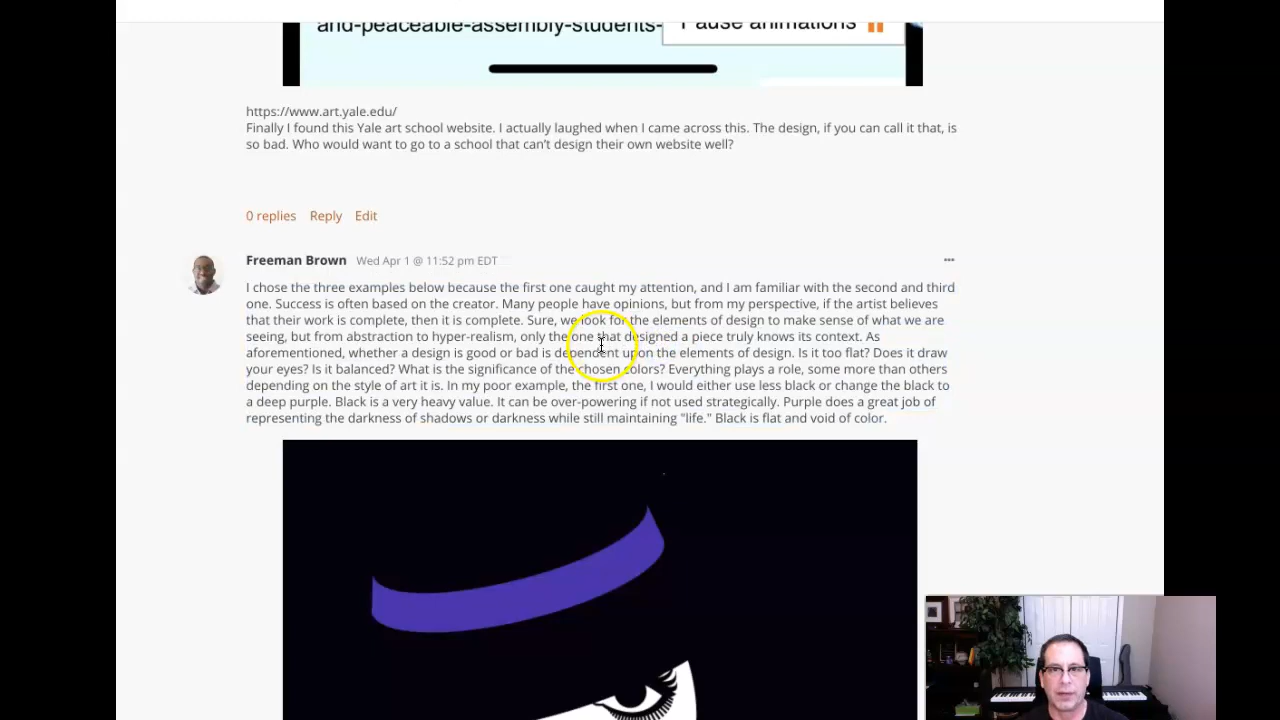 and-peaceable-assembly-students-
Pause animations
https://www.art.yale.edu/
Finally I found this Yale art school website. I actually laughed when I came across this. The design, if you can call it that, is
so bad. Who would want to go to a school that can’t design their own website well?
0 replies Reply Edit
Freeman Brown Wed Apr 1 @ 11:52 pm EDT
I chose the three examples below because the first one caught my attention, and I am familiar with the second and third
one. Success is often based on the creator. Many people have opinions, but from my perspective, if the artist believes
that their work is complete, then it is complete. Sure, we look for the elements of design to make sense of what we are
seeing, but from abstraction to hyper-realism, only the one that designed a piece truly knows its context. As
aforementioned, whether a design is good or bad is dependent upon the elements of design. Is it too flat? Does it draw
your eyes? Is it balanced? What is the significance of the chosen colors? Everything plays a role, some more than others
depending on the style of art it is. In my poor example, the first one, I would either use less black or change the black to
a deep purple. Black is a very heavy value. It can be over-powering if not used strategically. Purple does a great job of
representing the darkness of shadows or darkness while still maintaining "life." Black is flat and void of color.